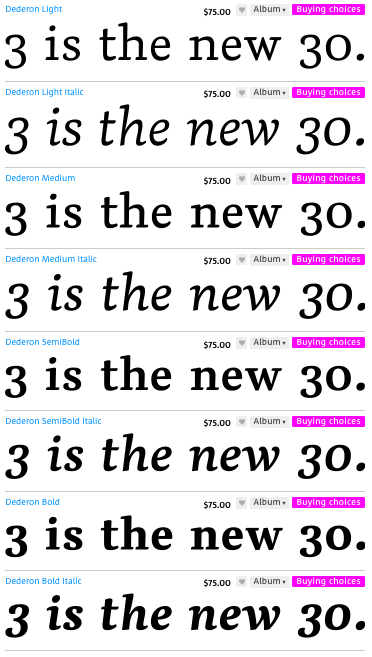 Dederon Light $75.00 Album ▾ Buying choices
3 is the new 30.
Dederon Light Italic $75.00 Album ▾ Buying choices
3 is the new 30.
Dederon Medium $75.00 Album ▾ Buying choices
3 is the new 30.
Dederon Medium Italic $75.00 Album ▾ Buying choices
3 is the new 30.
Dederon SemiBold $75.00 Album ▾ Buying choices
3 is the new 30.
Dederon SemiBold Italic $75.00 Album ▾ Buying choices
3 is the new 30.
Dederon Bold $75.00 Album ▾ Buying choices
3 is the new 30.
Dederon Bold Italic $75.00 Album ▾ Buying choices
3 is the new 30.